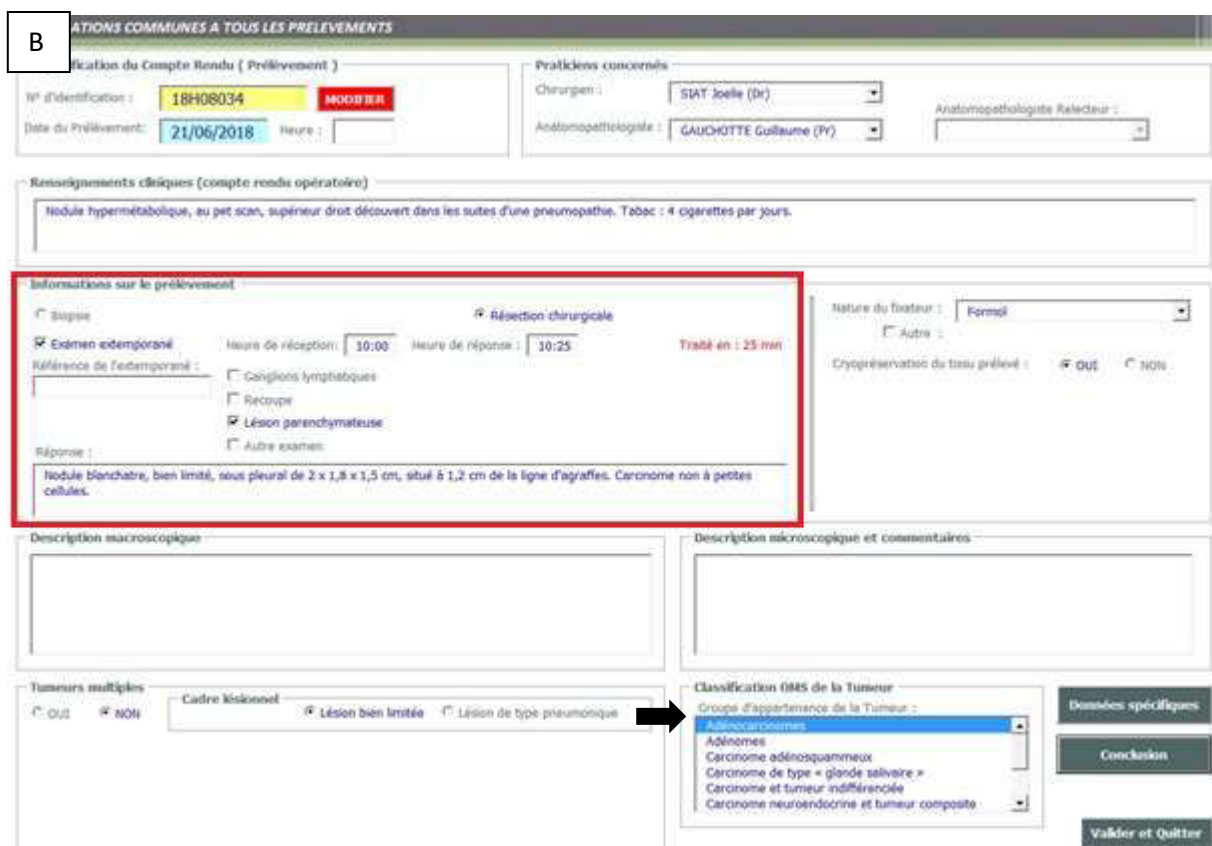 B
ATIONS COMMUNES A TOUS LES PRELEVEMENTS
fication du Compte Rendu ( Prélèvement )
N° d'identification : 18H08034 MODIFIER
Date du Prélèvement: 21/06/2018 Heure :
Praticiens concernés
Chirurgien : SIAT Joelle (Dr)
Anatomopathologiste : GAUCHOTTE Guillaume (Pr)
Anatomopathologiste Relecteur :
Renseignements cliniques (compte rendu opératoire)
Nodule hypermétabolique, au pet scan, supérieur droit découvert dans les suites d'une pneumopathie. Tabac : 4 cigarettes par jours.
Informations sur le prélèvement
Biopsie Résection chirurgicale
Examen extemporané Heure de réception: 10:00 Heure de réponse : 10:25 Traité en : 25 min
Référence de l'extemporané :
Ganglions lymphatiques
Recoupe
Lésion parenchymateuse
Autre examen
Réponse :
Nodule blanchatre, bien limité, sous pleural de 2 x 1,8 x 1,5 cm, situé à 1,2 cm de la ligne d'agraffes. Carcinome non à petites
cellules.
Nature du fixateur : Formol
Autre :
Cryopréservation du tissu prélevé : OUI NON
Description macroscopique
Description microscopique et commentaires
Tumeurs multiples
OUI NON
Cadre lésionnel
Lésion bien limitée Lésion de type pneumonique
Classification OMS de la Tumeur
Groupe d'appartenance de la Tumeur :
Adénocarcinomes
Adénomes
Carcinome adénosquammeux
Carcinome de type « glande salivaire »
Carcinome et tumeur indifférenciée
Carcinome neuroendocrine et tumeur composite
Données spécifiques
Conclusion
Valider et Quitter